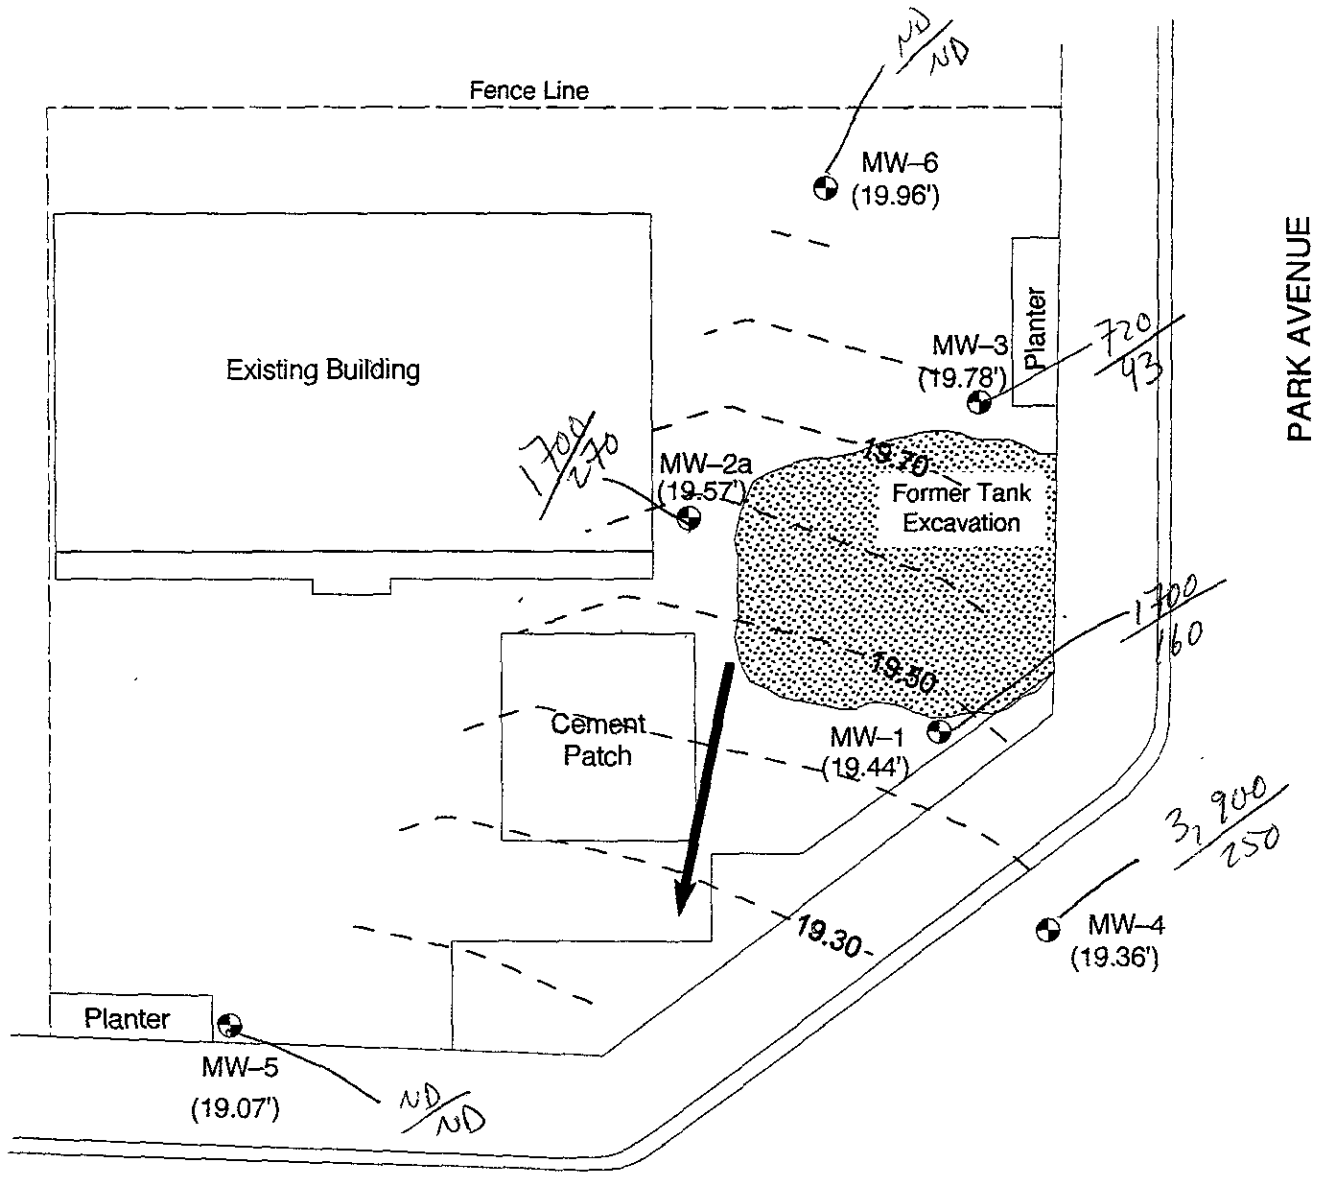 ND/ND
Fence Line
MW–6
(19.96')
PARK AVENUE
Planter
720/43
MW–3
(19.78')
Existing Building
1700/270
19.70
MW–2a
(19.57')
Former Tank
Excavation
1700/160
19.50
Cement
Patch
MW–1
(19.44')
3,900/250
19.30
MW–4
(19.36')
Planter
MW–5
(19.07')
ND/ND